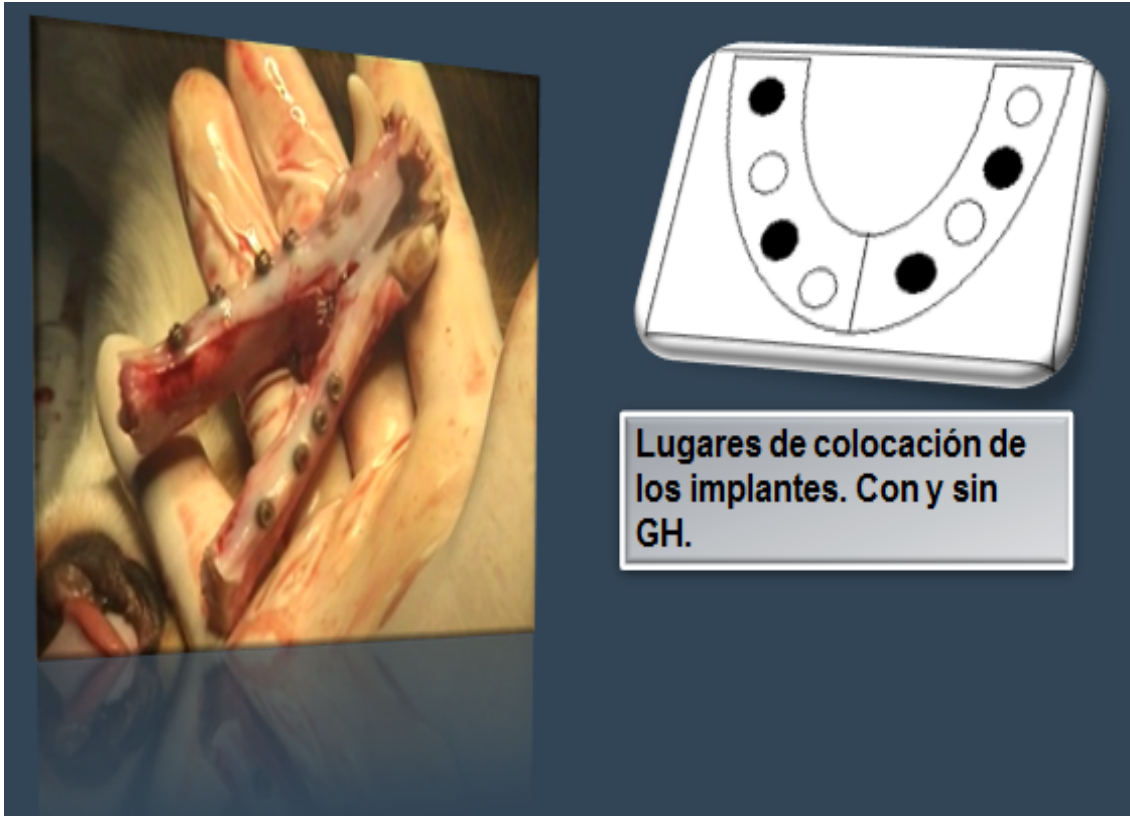 Lugares de colocación de
los implantes. Con y sin
GH.